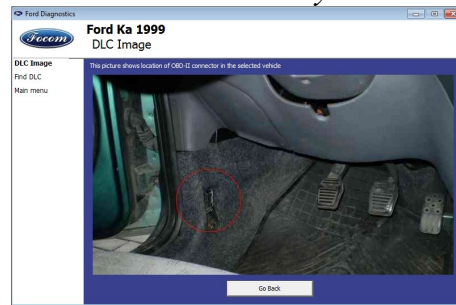 Ford Diagnostics
Focom
Ford Ka 1999
DLC Image
DLC Image
Find DLC
Main menu
This picture shows location of OBD-II connector in the selected vehicle
Go Back